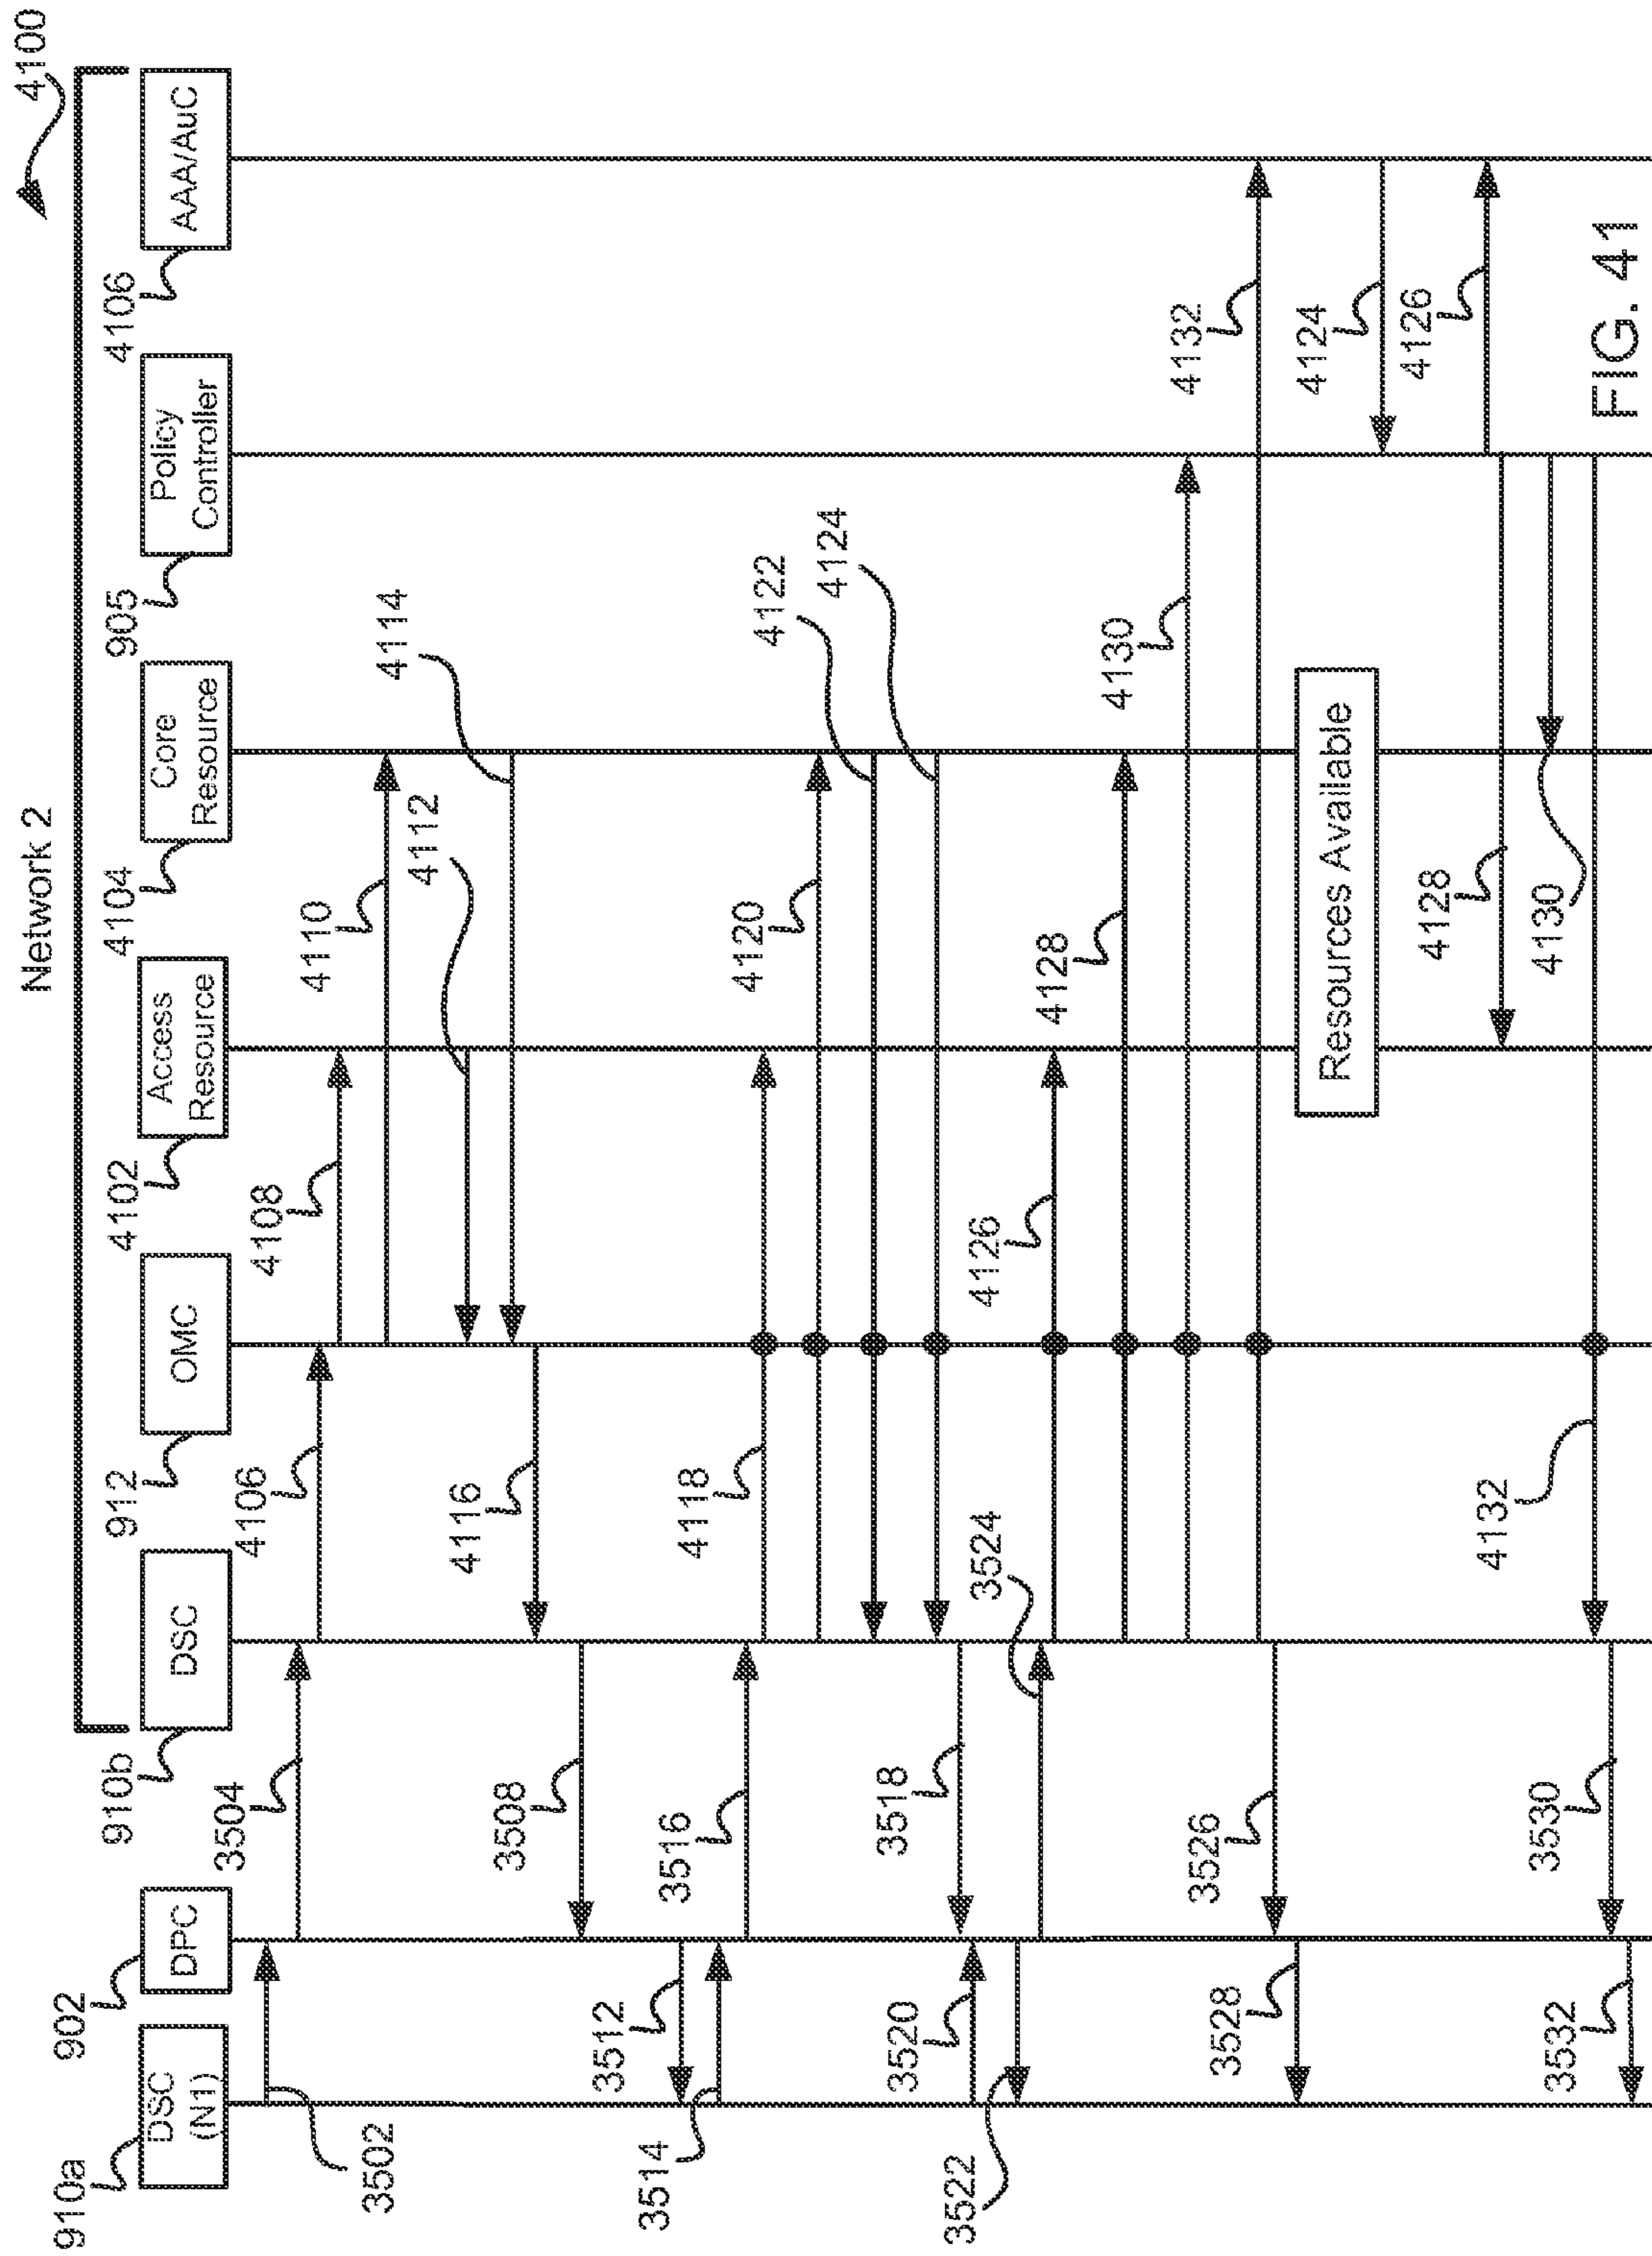 4100
Network 2
910a
DSC
(N1)
902
DPC
910b
DSC
912
OMC
4102
Access
Resource
4104
Core
Resource
905
Policy
Controller
4106
AAA/AuC
3502
3504
4106
4108
4110
4112
4114
4116
3508
3512
3514
3516
4118
4120
4122
4124
3518
3520
3522
3524
4126
4128
4130
4132
3526
3528
Resources Available
4124
4126
4128
4130
4132
3530
3532
FIG. 41